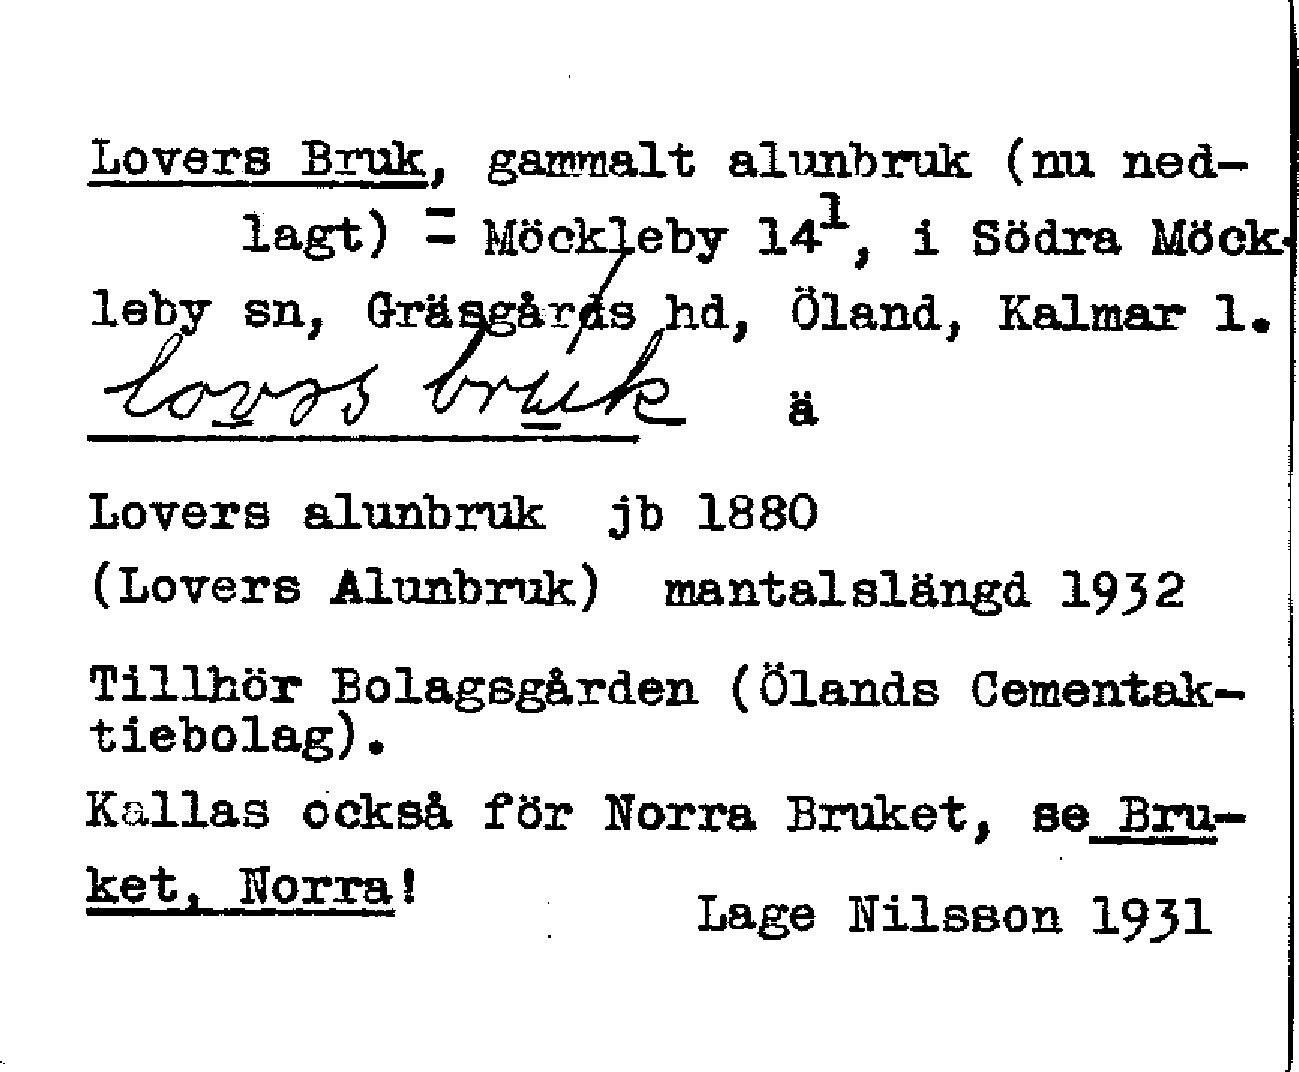 Lovers Bruk, gammalt alunbruk (nu ned-
lagt) = Möckleby 14¹, i Södra Möck-
leby sn, Gräsgårds hd, Öland, Kalmar l.
lovəs bruk ä
Lovers alunbruk jb 1880
(Lovers Alunbruk) mantalslängd 1932
Tillhör Bolagsgården (Ölands Cementak-
tiebolag).
Kallas också för Norra Bruket, se Bru-
ket, Norra!
Lage Nilsson 1931